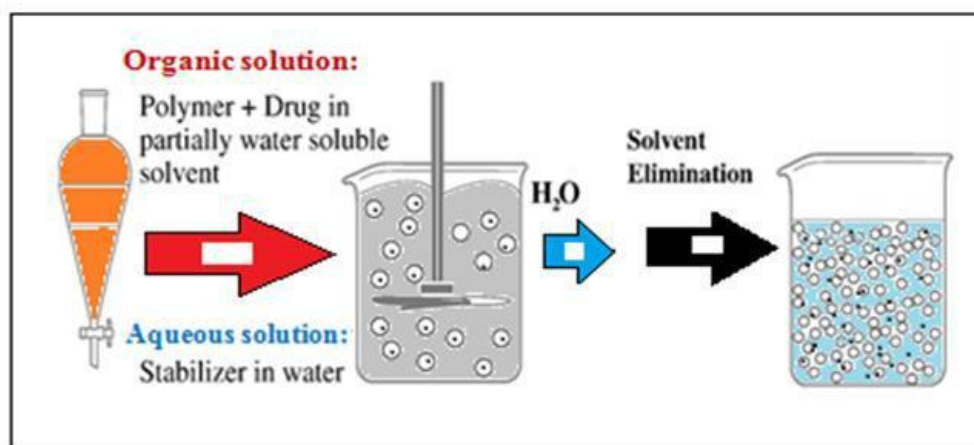 Organic solution:
Polymer + Drug in
partially water soluble
solvent
Aqueous solution:
Stabilizer in water
H₂O
Solvent
Elimination